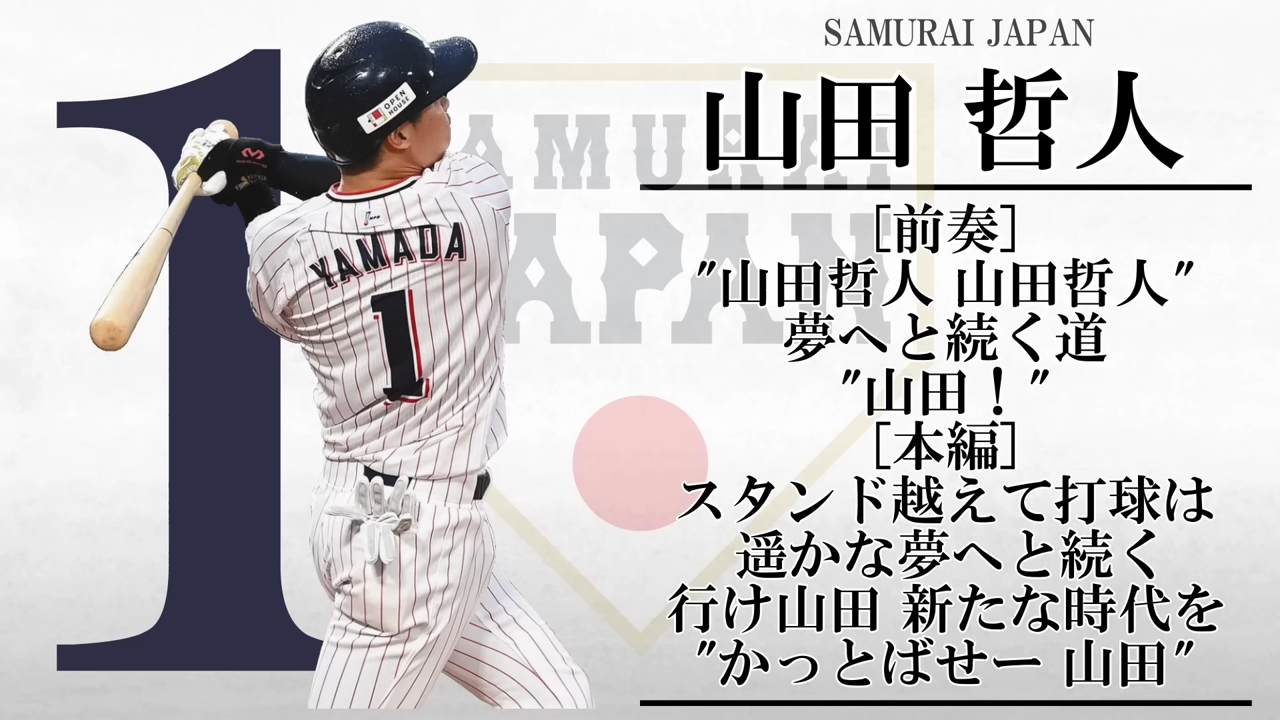 SAMURAI JAPAN
山田 哲人
[前奏]
"山田哲人 山田哲人"
夢へと続く道
"山田！"
[本編]
スタンド越えて打球は
遥かな夢へと続く
行け山田 新たな時代を
"かっとばせー 山田"
1
OPEN
HOUSE
YAMADA
1
SAMURAI
JAPAN